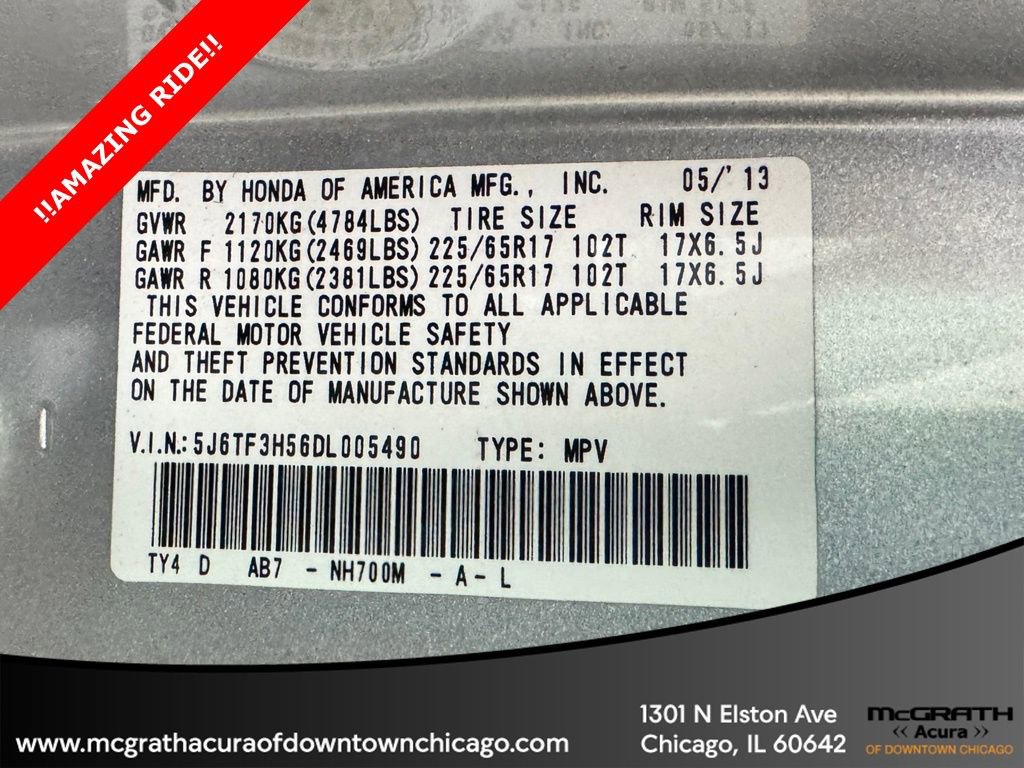 !!AMAZING RIDE!!
INC. 05/'13
MFD. BY HONDA OF AMERICA MFG., INC. 05/'13
GVWR 2170KG(4784LBS) TIRE SIZE RIM SIZE
GAWR F 1120KG(2469LBS) 225/65R17 102T 17X6.5J
GAWR R 1080KG(2381LBS) 225/65R17 102T 17X6.5J
THIS VEHICLE CONFORMS TO ALL APPLICABLE
FEDERAL MOTOR VEHICLE SAFETY
AND THEFT PREVENTION STANDARDS IN EFFECT
ON THE DATE OF MANUFACTURE SHOWN ABOVE.
V.I.N.: 5J6TF3H56DL005490 TYPE: MPV
TY4 D AB7 - NH700M - A - L
www.mcgrathacuraofdowntownchicago.com
1301 N Elston Ave
Chicago, IL 60642
McGRATH
‹‹ Acura ››
OF DOWNTOWN CHICAGO